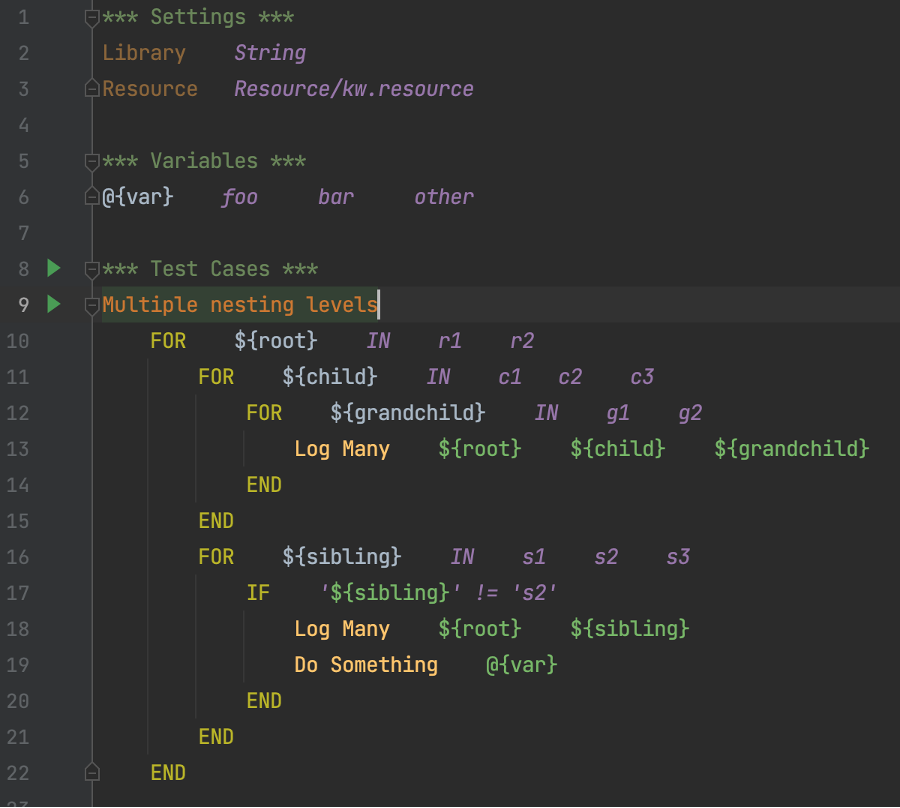 1 *** Settings ***
2 Library    String
3 Resource   Resource/kw.resource
4
5 *** Variables ***
6 @{var}    foo     bar     other
7
8 *** Test Cases ***
9 Multiple nesting levels
10     FOR    ${root}    IN    r1    r2
11         FOR    ${child}    IN    c1   c2    c3
12             FOR    ${grandchild}    IN    g1    g2
13                 Log Many    ${root}    ${child}    ${grandchild}
14             END
15         END
16         FOR    ${sibling}    IN    s1    s2    s3
17             IF    '${sibling}' != 's2'
18                 Log Many    ${root}    ${sibling}
19                 Do Something    @{var}
20             END
21         END
22     END
23